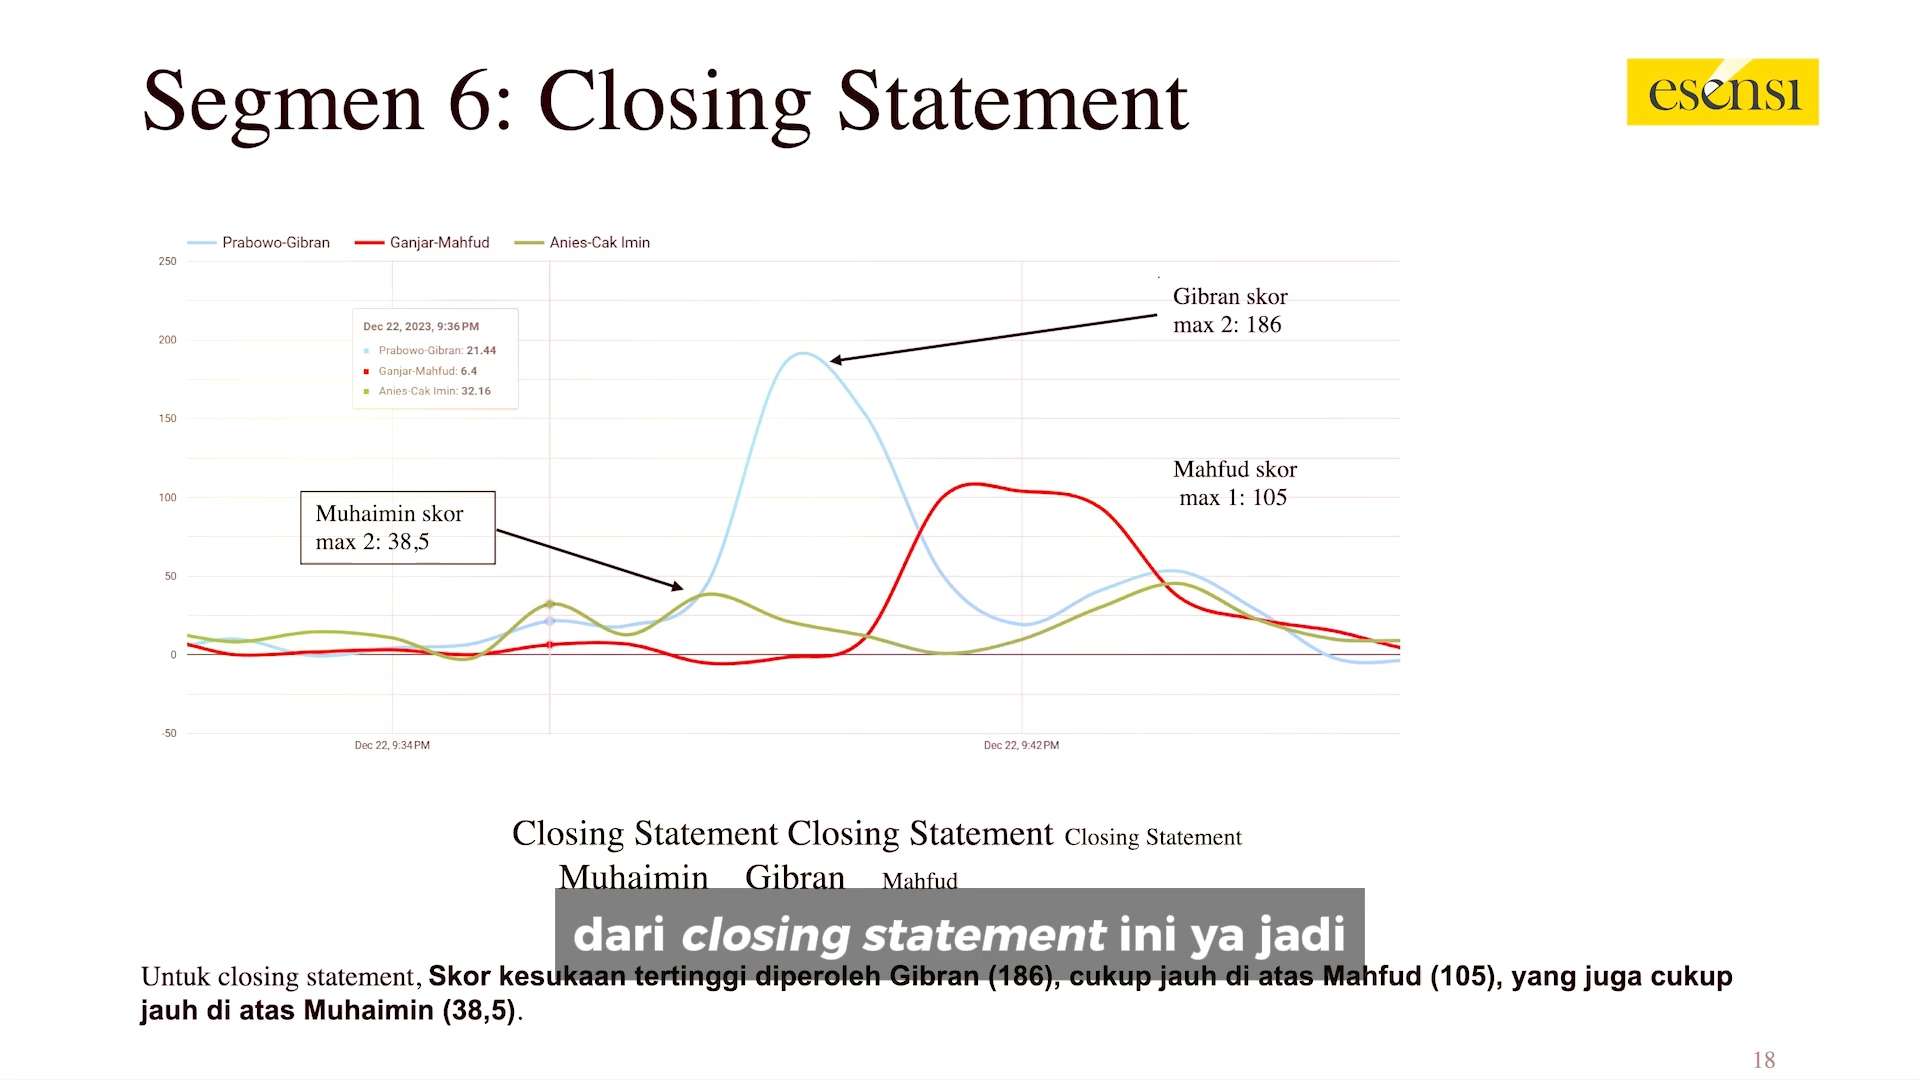 Segmen 6: Closing Statement
esensi
Prabowo-Gibran
Ganjar-Mahfud
Anies-Cak Imin
250
200
150
100
50
0
-50
Dec 22, 2023, 9:36 PM
Prabowo-Gibran: 21.44
Ganjar-Mahfud: 6.4
Anies-Cak Imin: 32.16
Gibran skor
max 2: 186
Mahfud skor
max 1: 105
Muhaimin skor
max 2: 38,5
Dec 22, 9:34 PM
Dec 22, 9:42 PM
Closing Statement Closing Statement Closing Statement
Muhaimin Gibran Mahfud
dari closing statement ini ya jadi
Untuk closing statement, Skor kesukaan tertinggi diperoleh Gibran (186), cukup jauh di atas Mahfud (105), yang juga cukup
jauh di atas Muhaimin (38,5).
18